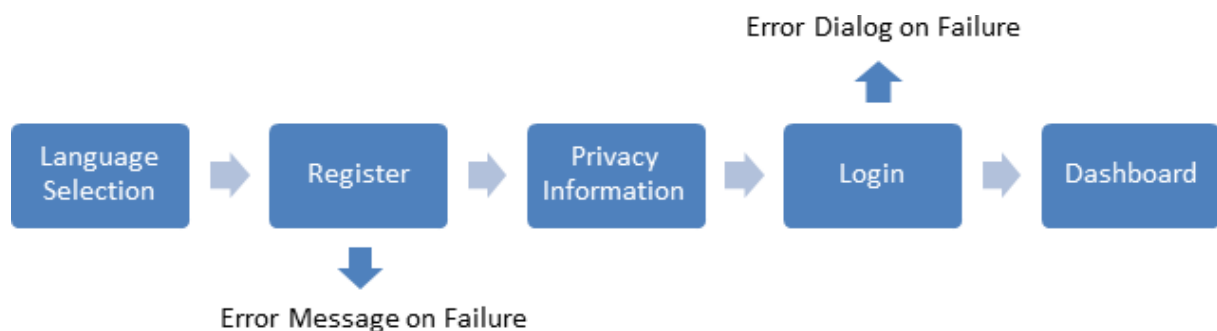 Error Dialog on Failure
Language
Selection
Register
Privacy
Information
Login
Dashboard
Error Message on Failure